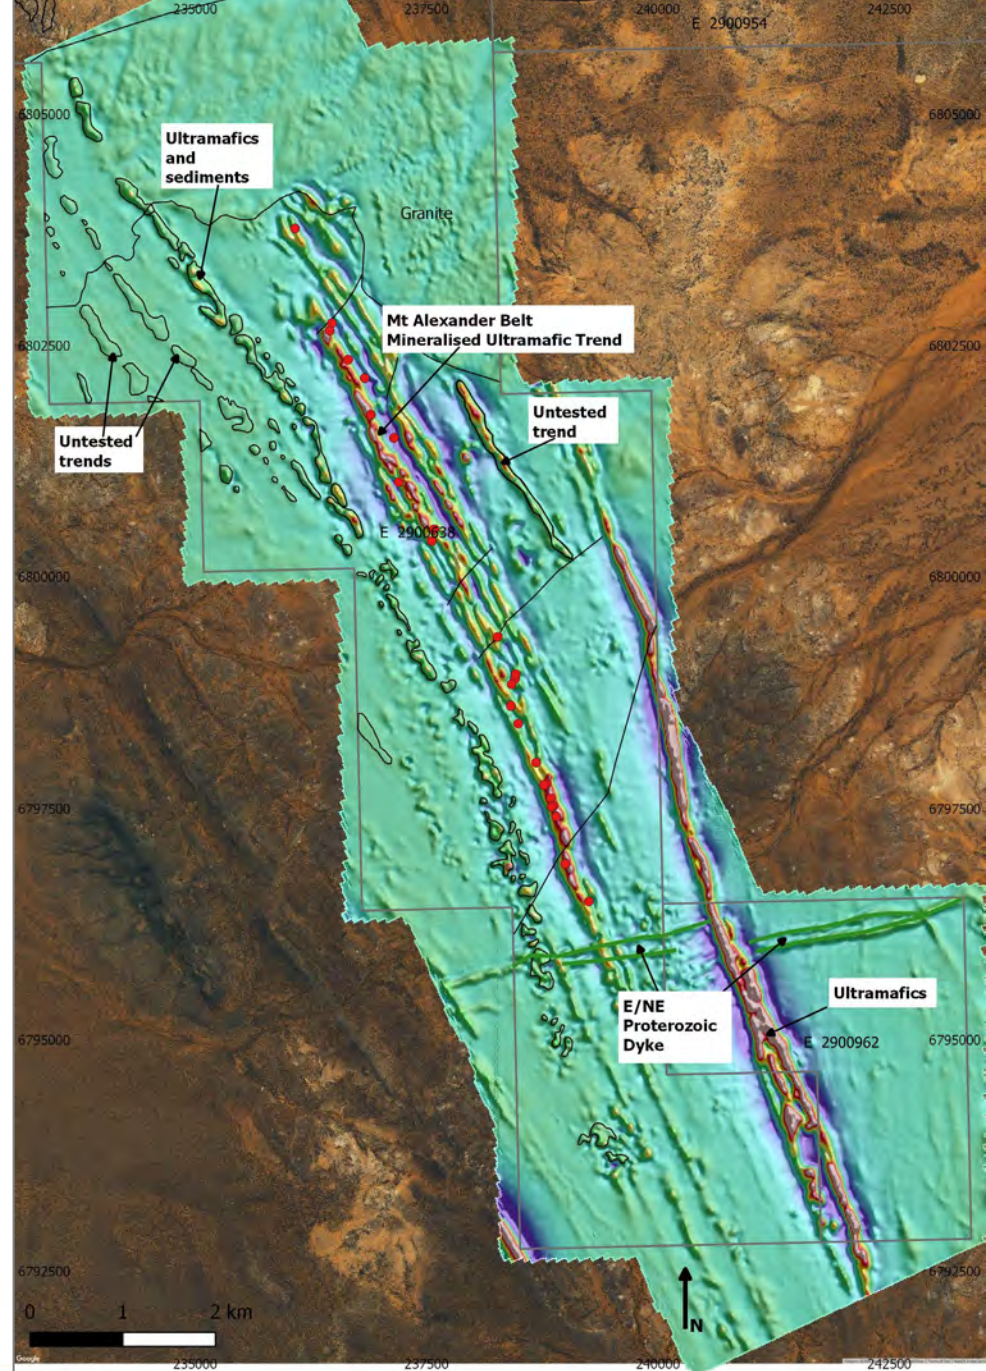 235000
237500
240000
242500
E 2900954
6805000
6805000
Ultramafics
and
sediments
Granite
Mt Alexander Belt
Mineralised Ultramafic Trend
6802500
6802500
Untested
trend
Untested
trends
E 2900638
6800000
6800000
6797500
6797500
E/NE
Proterozoic
Dyke
Ultramafics
6795000
E 2900962
6795000
6792500
6792500
0 1 2 km
N
Google
235000
237500
240000
242500